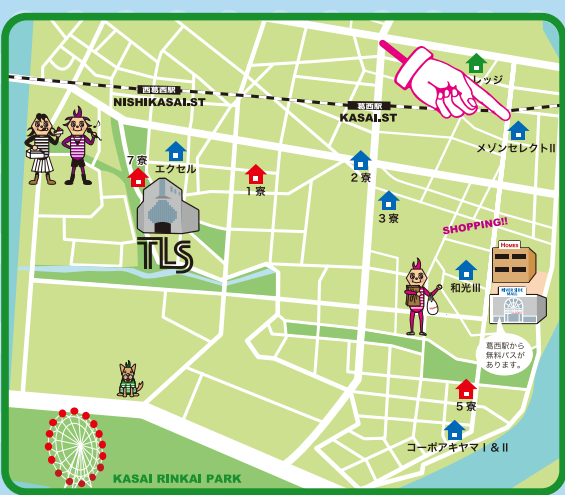 レッジ
西葛西駅
NISHIKASAI.ST
葛西駅
KASAI.ST
メゾンセレクトII
7寮
エクセル
1寮
2寮
3寮
TLS
SHOPPING!!
HOMES
和光III
葛西駅から
無料バスが
あります。
5寮
コーポアキヤマI&II
KASAI RINKAI PARK